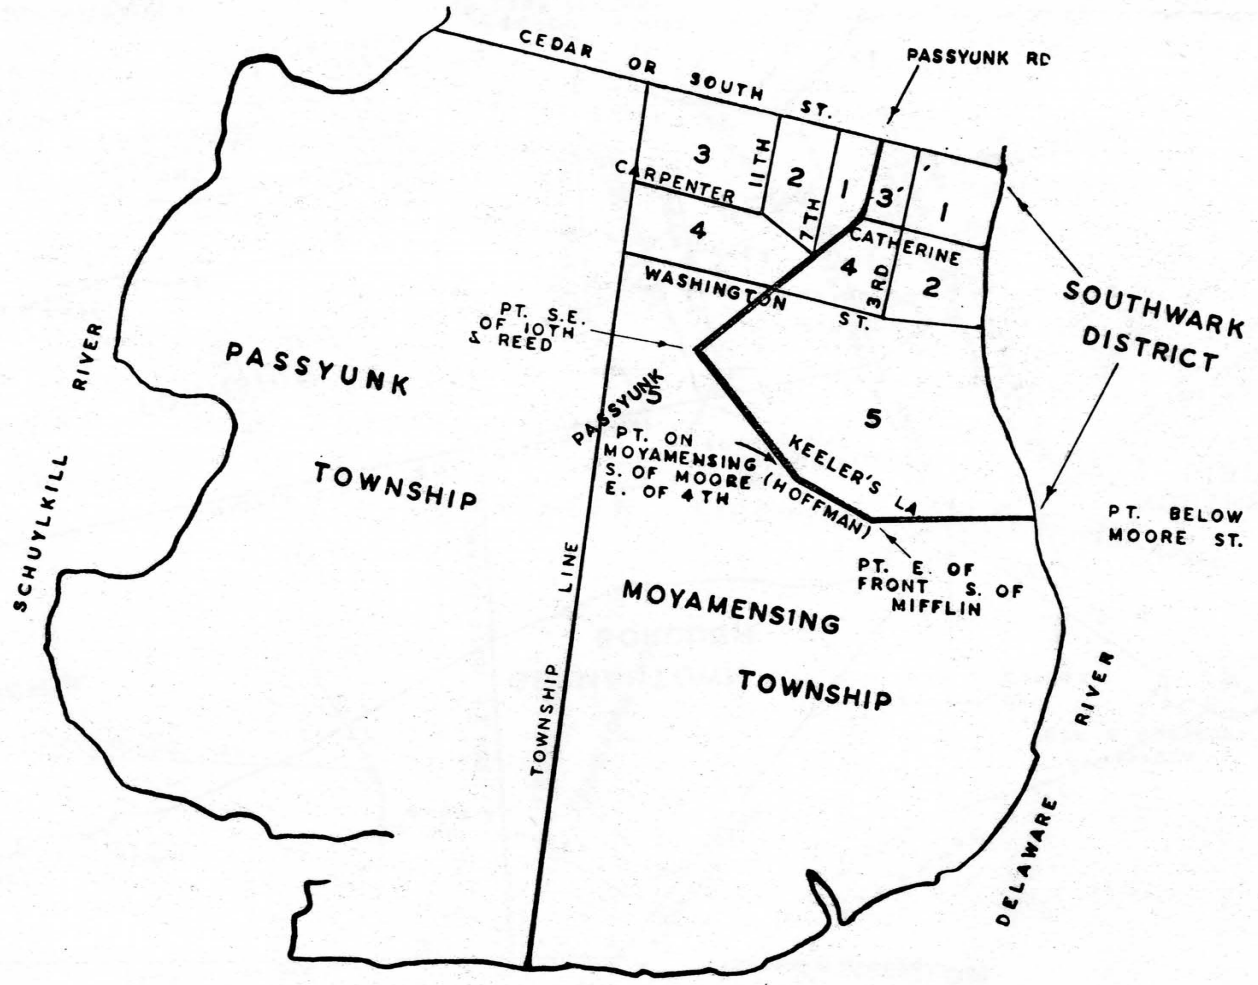 CEDAR OR SOUTH ST.
PASSYUNK RD
3
11TH
2
7TH
1
3'
1
CARPENTER
4
CATHERINE
4
3RD
2
WASHINGTON ST.
SOUTHWARK
DISTRICT
PT. S.E.
OF 10TH
& REED
PASSYUNK
TOWNSHIP
SCHUYLKILL RIVER
PASSYUNK
5
5
PT. ON
MOYAMENSING
S. OF MOORE
E. OF 4TH
KEELER'S LA
(HOFFMAN)
PT. BELOW
MOORE ST.
PT. E. OF
FRONT S. OF
MIFFLIN
TOWNSHIP LINE
MOYAMENSING
TOWNSHIP
DELAWARE RIVER